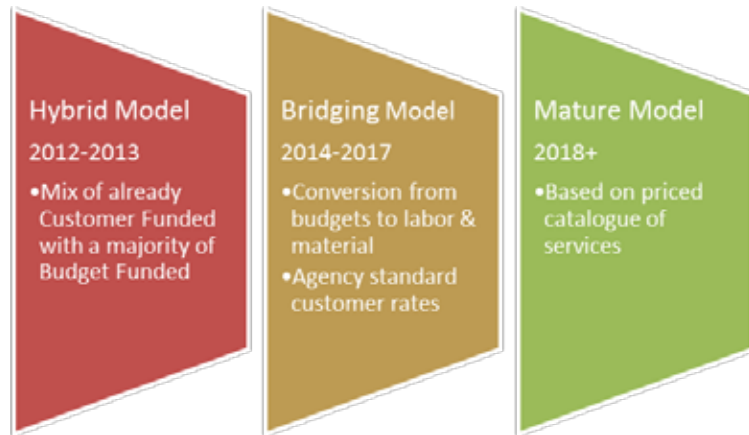 Hybrid Model
2012-2013
•Mix of already
Customer Funded
with a majority of
Budget Funded
Bridging Model
2014-2017
•Conversion from
budgets to labor &
material
•Agency standard
customer rates
Mature Model
2018+
•Based on priced
catalogue of
services